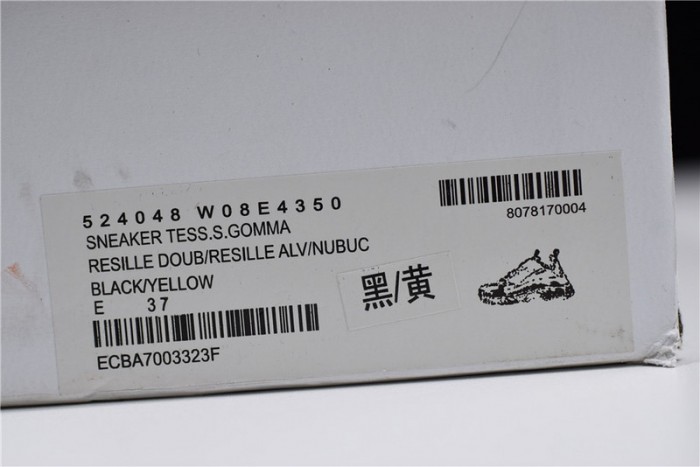 524048 W08E4350
SNEAKER TESS.S.GOMMA
RESILLE DOUB/RESILLE ALV/NUBUC
BLACK/YELLOW
E 37
ECBA7003323F
黑/黄
8078170004